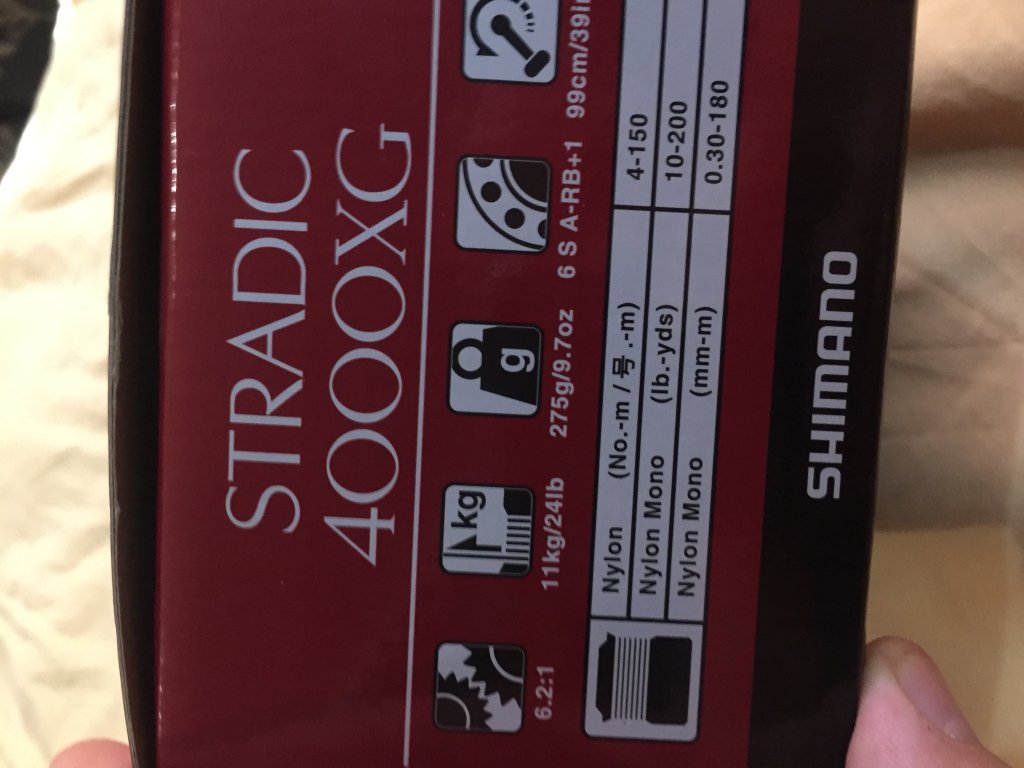 STRADIC
4000XG
6.2:1
kg
11kg/24lb
g
275g/9.7oz
6 S A-RB+1
99cm/39in
Nylon (No.-m / 号 .-m) 4-150
Nylon Mono (lb.-yds) 10-200
Nylon Mono (mm-m) 0.30-180
SHIMANO